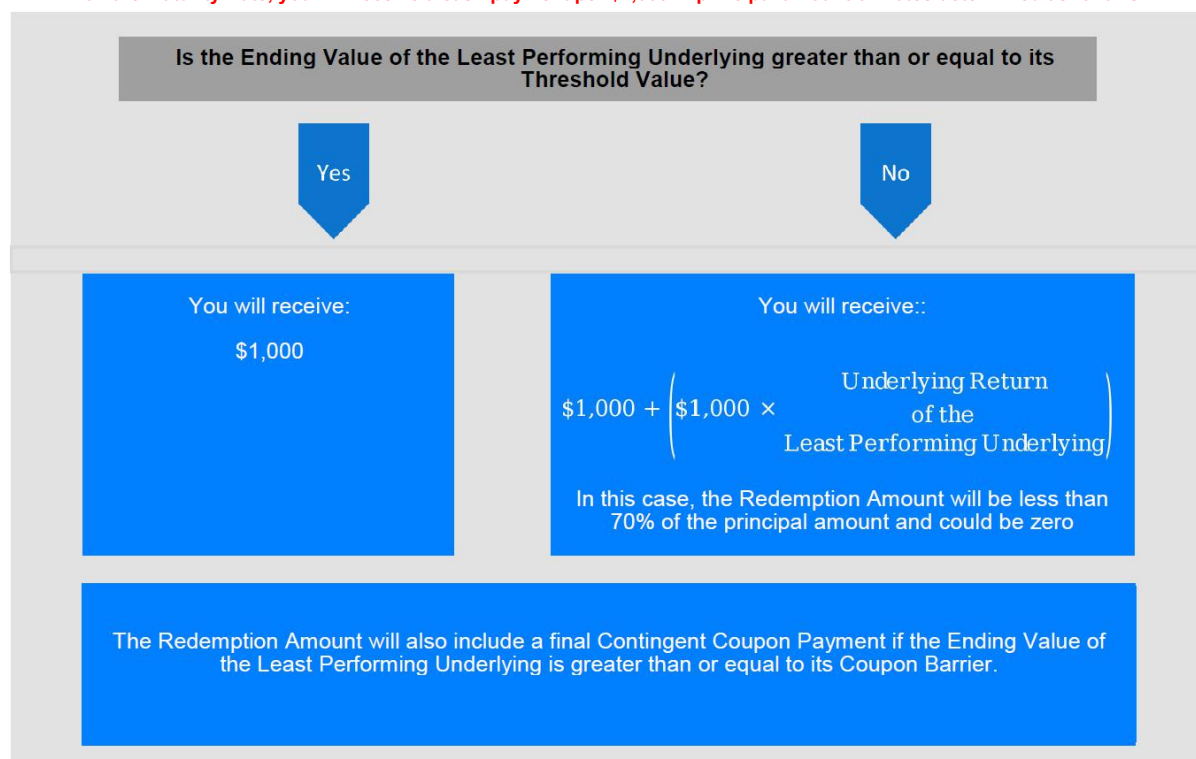 Is the Ending Value of the Least Performing Underlying greater than or equal to its
Threshold Value?
Yes
No
You will receive:
$1,000
You will receive::
$1,000 + ($1,000 × Underlying Return
of the
Least Performing Underlying)
In this case, the Redemption Amount will be less than
70% of the principal amount and could be zero
The Redemption Amount will also include a final Contingent Coupon Payment if the Ending Value of
the Least Performing Underlying is greater than or equal to its Coupon Barrier.